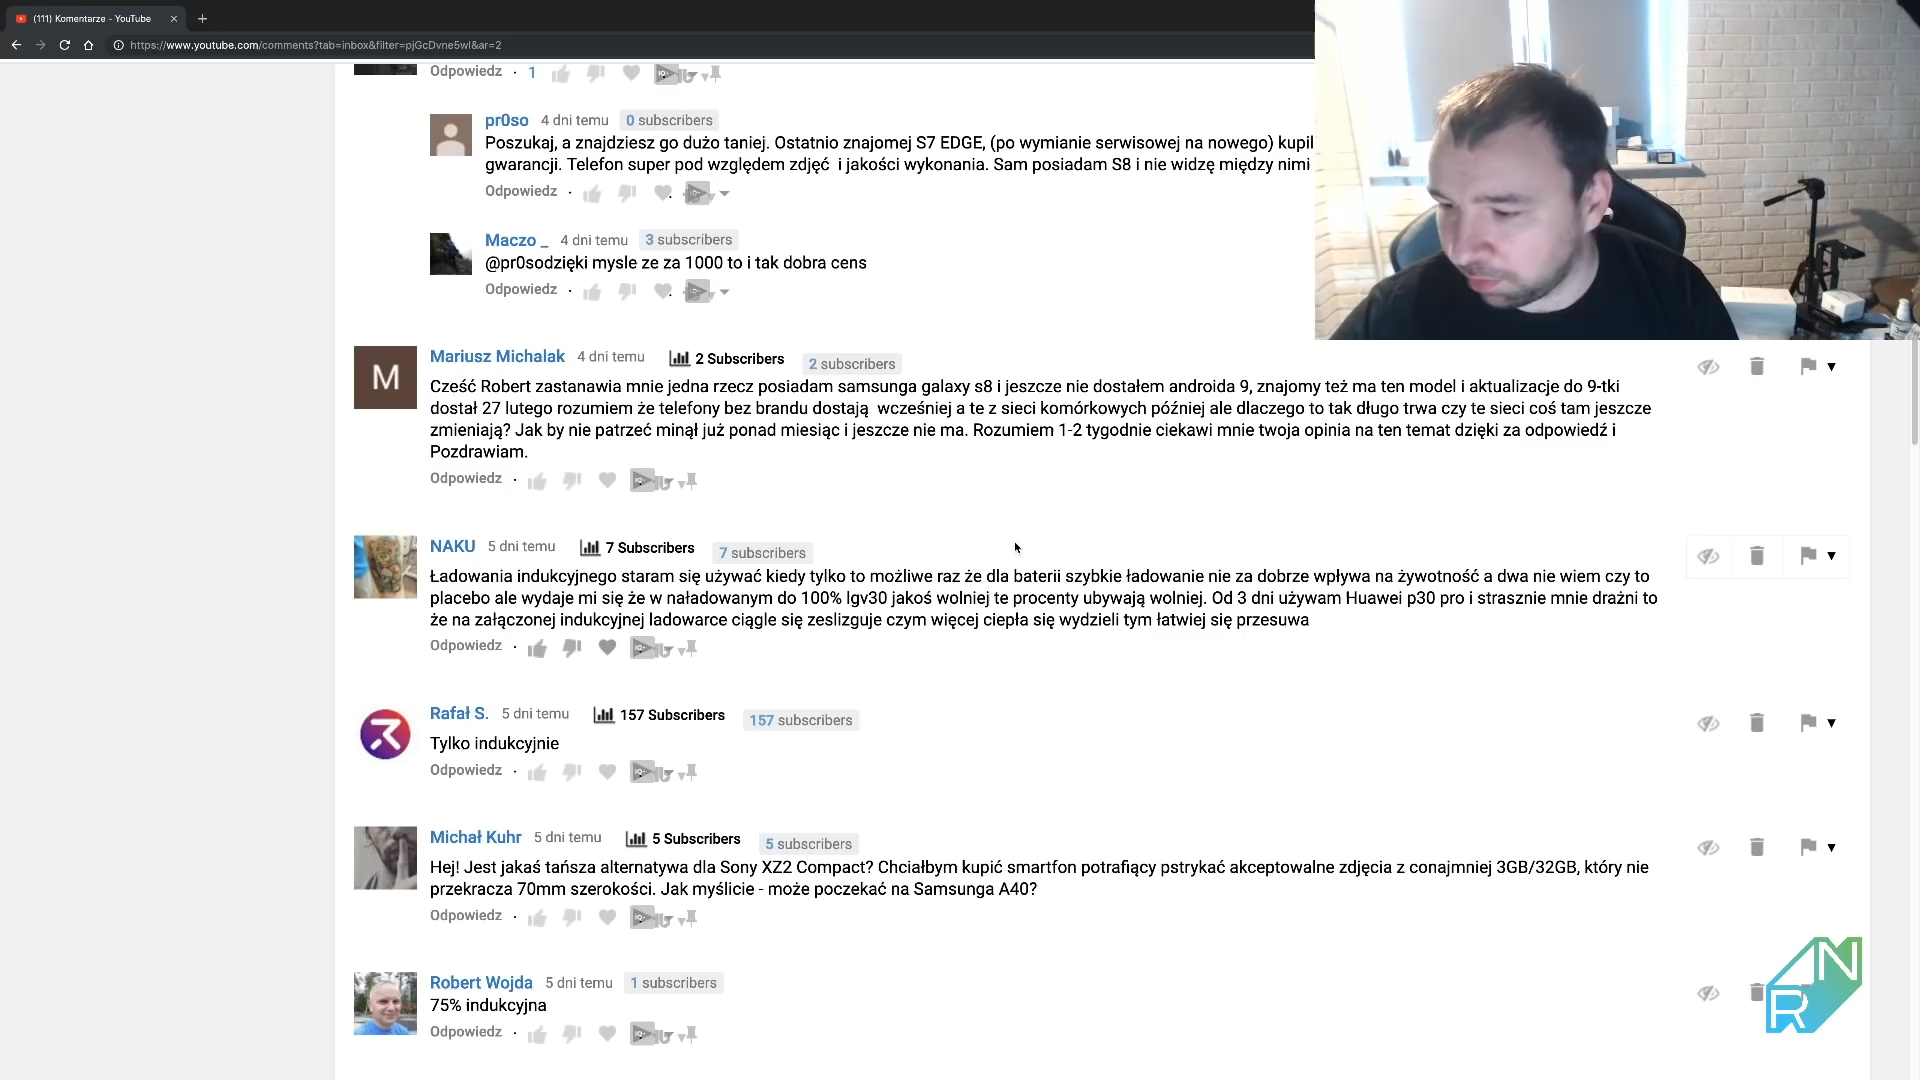 (111) Komentarze - YouTube
https://www.youtube.com/comments?tab=inbox&filter=pjGcDvne5wI&ar=2
Odpowiedz · 1
pr0so 4 dni temu 0 subscribers
Poszukaj, a znajdziesz go dużo taniej. Ostatnio znajomej S7 EDGE, (po wymianie serwisowej na nowego) kupil
gwarancji. Telefon super pod względem zdjęć i jakości wykonania. Sam posiadam S8 i nie widzę między nimi
Odpowiedz ·
Maczo _ 4 dni temu 3 subscribers
@pr0sodzięki mysle ze za 1000 to i tak dobra cens
Odpowiedz ·
M
Mariusz Michalak 4 dni temu 2 Subscribers 2 subscribers
Cześć Robert zastanawia mnie jedna rzecz posiadam samsunga galaxy s8 i jeszcze nie dostałem androida 9, znajomy też ma ten model i aktualizacje do 9-tki
dostał 27 lutego rozumiem że telefony bez brandu dostają wcześniej a te z sieci komórkowych później ale dlaczego to tak długo trwa czy te sieci coś tam jeszcze
zmieniają? Jak by nie patrzeć minął już ponad miesiąc i jeszcze nie ma. Rozumiem 1-2 tygodnie ciekawi mnie twoja opinia na ten temat dzięki za odpowiedź i
Pozdrawiam.
Odpowiedz ·
NAKU 5 dni temu 7 Subscribers 7 subscribers
Ładowania indukcyjnego staram się używać kiedy tylko to możliwe raz że dla baterii szybkie ładowanie nie za dobrze wpływa na żywotność a dwa nie wiem czy to
placebo ale wydaje mi się że w naładowanym do 100% lgv30 jakoś wolniej te procenty ubywają wolniej. Od 3 dni używam Huawei p30 pro i strasznie mnie drażni to
że na załączonej indukcyjnej ladowarce ciągle się zeslizguje czym więcej ciepła się wydzieli tym łatwiej się przesuwa
Odpowiedz ·
Rafał S. 5 dni temu 157 Subscribers 157 subscribers
Tylko indukcyjnie
Odpowiedz ·
Michał Kuhr 5 dni temu 5 Subscribers 5 subscribers
Hej! Jest jakaś tańsza alternatywa dla Sony XZ2 Compact? Chciałbym kupić smartfon potrafiący pstrykać akceptowalne zdjęcia z conajmniej 3GB/32GB, który nie
przekracza 70mm szerokości. Jak myślicie - może poczekać na Samsunga A40?
Odpowiedz ·
Robert Wojda 5 dni temu 1 subscribers
75% indukcyjna
Odpowiedz ·
RN